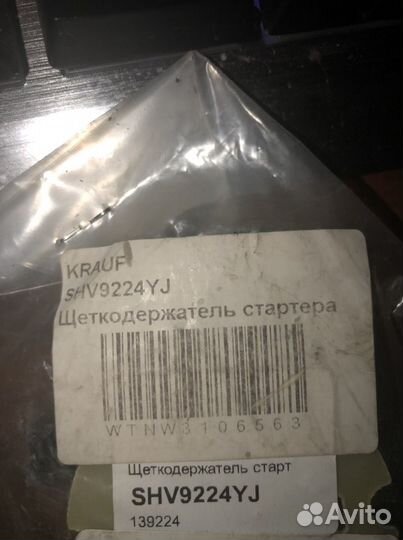 KRAUF
SHV9224YJ
Щеткодержатель стартера
WTNW3106563
Щеткодержатель старт
SHV9224YJ
139224
Avito